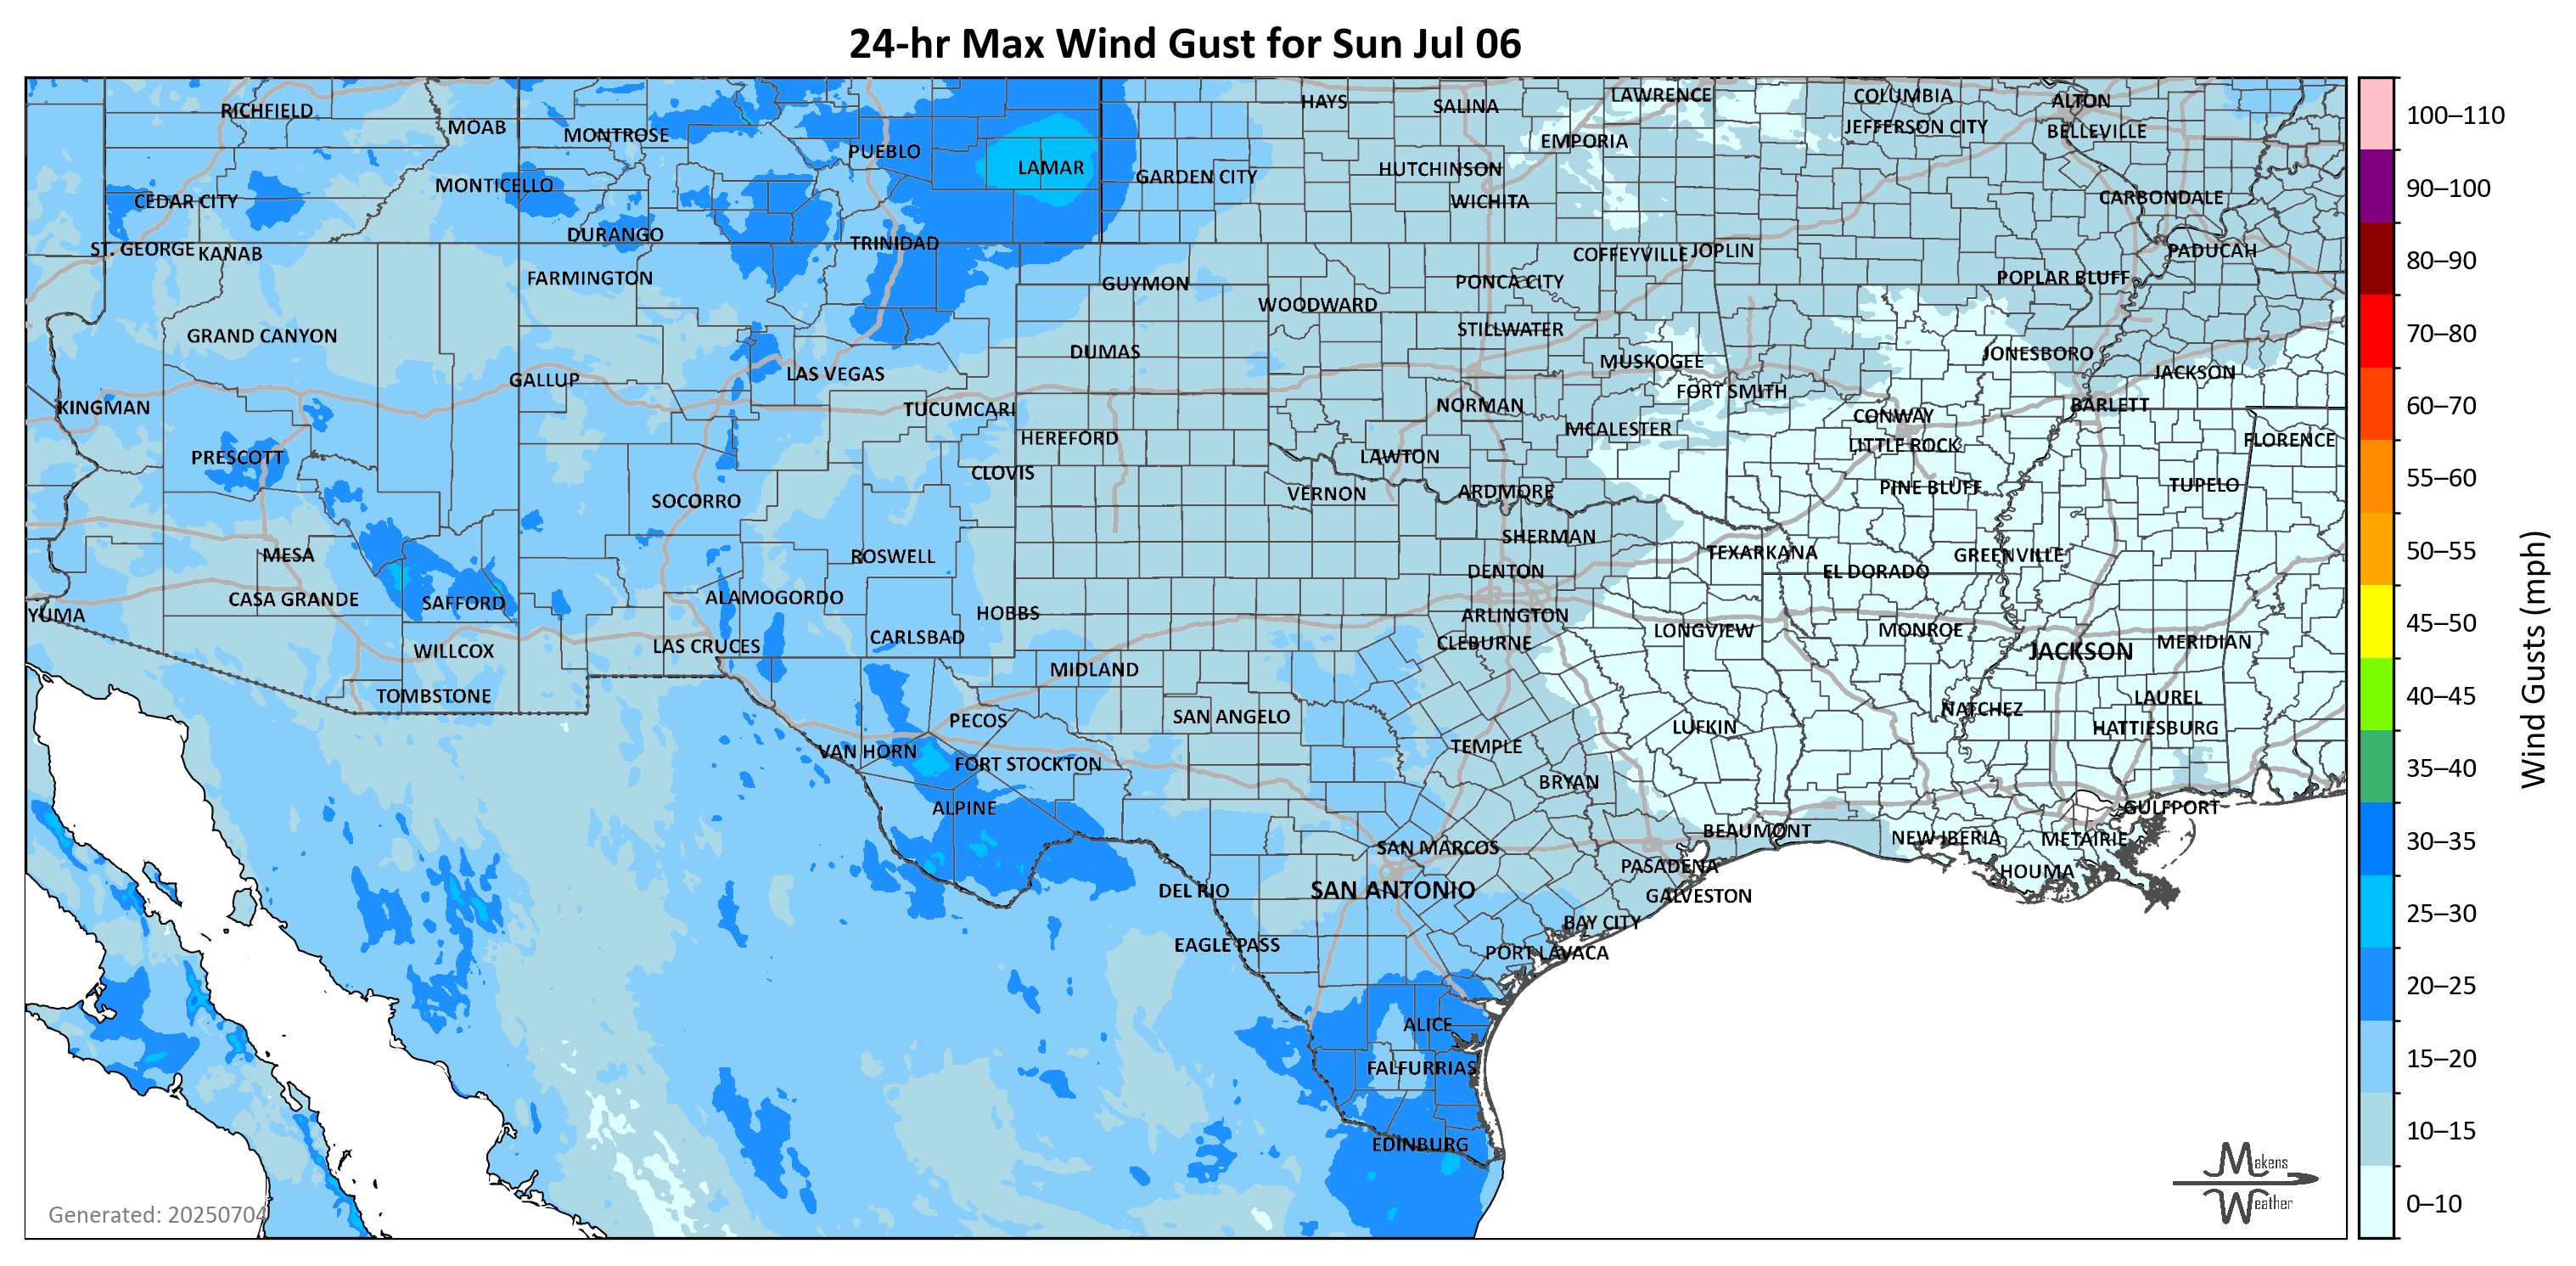 24-hr Max Wind Gust for Sun Jul 06
RICHFIELD
MOAB
MONTROSE
PUEBLO
LAMAR
GARDEN CITY
HAYS
SALINA
LAWRENCE
EMPORIA
HUTCHINSON
WICHITA
COLUMBIA
JEFFERSON CITY
ALTON
BELLEVILLE
CARBONDALE
CEDAR CITY
MONTICELLO
DURANGO
TRINIDAD
ST. GEORGE
KANAB
FARMINGTON
GUYMON
WOODWARD
PONCA CITY
COFFEYVILLE
JOPLIN
POPLAR BLUFF
PADUCAH
GRAND CANYON
GALLUP
LAS VEGAS
DUMAS
STILLWATER
MUSKOGEE
FORT SMITH
JONESBORO
JACKSON
KINGMAN
TUCUMCARI
HEREFORD
NORMAN
MCALESTER
CONWAY
LITTLE ROCK
BARLETT
FLORENCE
PRESCOTT
SOCORRO
CLOVIS
LAWTON
VERNON
ARDMORE
PINE BLUFF
TUPELO
MESA
ROSWELL
SHERMAN
DENTON
TEXARKANA
EL DORADO
GREENVILLE
YUMA
CASA GRANDE
SAFFORD
ALAMOGORDO
HOBBS
ARLINGTON
CLEBURNE
LONGVIEW
MONROE
JACKSON
MERIDIAN
WILLCOX
LAS CRUCES
CARLSBAD
MIDLAND
TOMBSTONE
PECOS
SAN ANGELO
TEMPLE
LUFKIN
NATCHEZ
LAUREL
HATTIESBURG
VAN HORN
FORT STOCKTON
BRYAN
ALPINE
GULFPORT
SAN MARCOS
BEAUMONT
NEW IBERIA
METAIRIE
PASADENA
HOUMA
DEL RIO
SAN ANTONIO
GALVESTON
BAY CITY
EAGLE PASS
PORT LAVACA
ALICE
FALFURRIAS
EDINBURG
Generated: 20250704
Makens
Weather
100–110
90–100
80–90
70–80
60–70
55–60
50–55
45–50
40–45
35–40
30–35
25–30
20–25
15–20
10–15
0–10
Wind Gusts (mph)